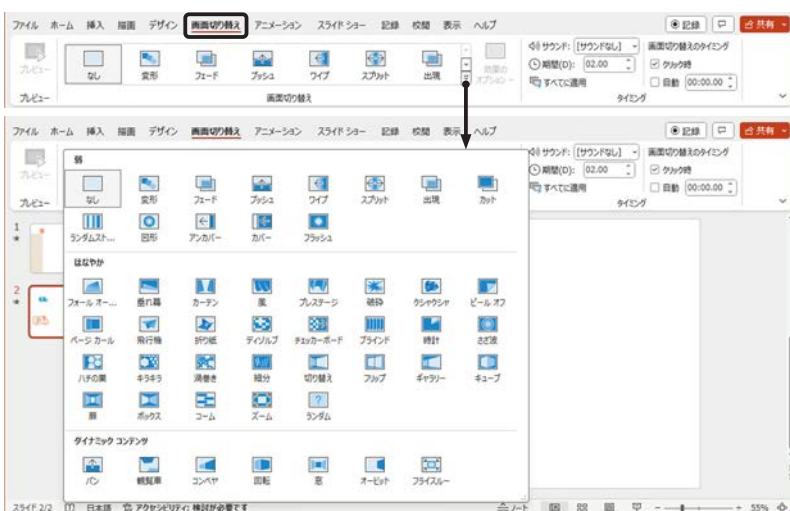 ファイル ホーム 挿入 描画 デザイン 画面切り替え アニメーション スライド ショー 記録 校閲 表示 ヘルプ 記録 共有
プレビュー なし 変形 フェード プッシュ ワイプ スプリット 出現 効果のオプション
サウンド: [サウンドなし] 画面切り替えのタイミング
期間(D): 02.00 クリック時
すべてに適用 自動 00:00.00
プレビュー 画面切り替え タイミング
ファイル ホーム 挿入 描画 デザイン 画面切り替え アニメーション スライド ショー 記録 校閲 表示 ヘルプ 記録 共有
サウンド: [サウンドなし] 画面切り替えのタイミング
期間(D): 02.00 クリック時
すべてに適用 自動 00:00.00
プレビュー
プレビュー タイミング
弱
なし 変形 フェード プッシュ ワイプ スプリット 出現 カット
ランダムスト... 図形 アンカバー カバー フラッシュ
はなやか
フォール オー... 垂れ幕 カーテン 風 プレステージ 破砕 クシャクシャ ピール オフ
ページ カール 飛行機 折り紙 ディゾルブ チェッカーボード ブラインド 時計 さざ波
ハチの巣 キラキラ 渦巻き 細分 切り替え フリップ ギャラリー キューブ
扉 ボックス コーム ズーム ランダム
ダイナミック コンテンツ
パン 観覧車 コンベヤ 回転 窓 オービット フライスルー
1
2
スライド 2/2 日本語 アクセシビリティ: 検討が必要です ノート 55%